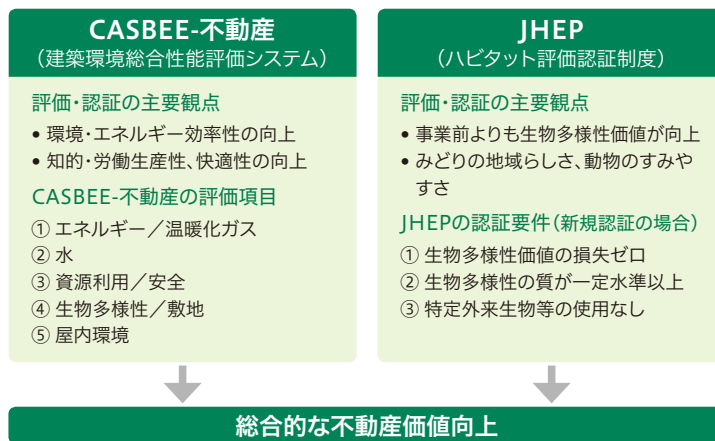 CASBEE-不動産
（建築環境総合性能評価システム）
評価・認証の主要観点
• 環境・エネルギー効率性の向上
• 知的・労働生産性、快適性の向上
CASBEE-不動産の評価項目
① エネルギー／温暖化ガス
② 水
③ 資源利用／安全
④ 生物多様性／敷地
⑤ 屋内環境
JHEP
（ハビタット評価認証制度）
評価・認証の主要観点
• 事業前よりも生物多様性価値が向上
• みどりの地域らしさ、動物のすみや
すさ
JHEPの認証要件（新規認証の場合）
① 生物多様性価値の損失ゼロ
② 生物多様性の質が一定水準以上
③ 特定外来生物等の使用なし
総合的な不動産価値向上